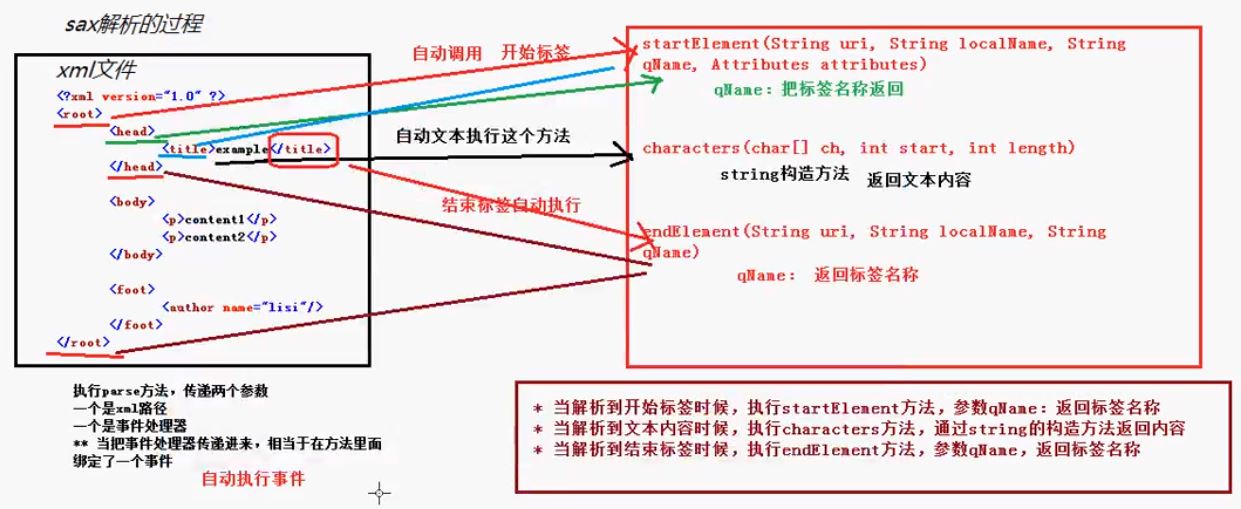 sax解析的过程
xml文件
<?xml version="1.0" ?>
<root>
<head>
<title>example</title>
</head>
<body>
<p>content1</p>
<p>content2</p>
</body>
<foot>
<author name="lisi"/>
</foot>
</root>
自动调用 开始标签
自动文本执行这个方法
结束标签自动执行
startElement(String uri, String localName, String
qName, Attributes attributes)
qName：把标签名称返回
characters(char[] ch, int start, int length)
string构造方法 返回文本内容
endElement(String uri, String localName, String
qName)
qName： 返回标签名称
执行parse方法，传递两个参数
一个是xml路径
一个是事件处理器
** 当把事件处理器传递进来，相当于在方法里面
绑定了一个事件
自动执行事件
* 当解析到开始标签时候，执行startElement方法，参数qName：返回标签名称
* 当解析到文本内容时候，执行characters方法，通过string的构造方法返回内容
* 当解析到结束标签时候，执行endElement方法，参数qName，返回标签名称